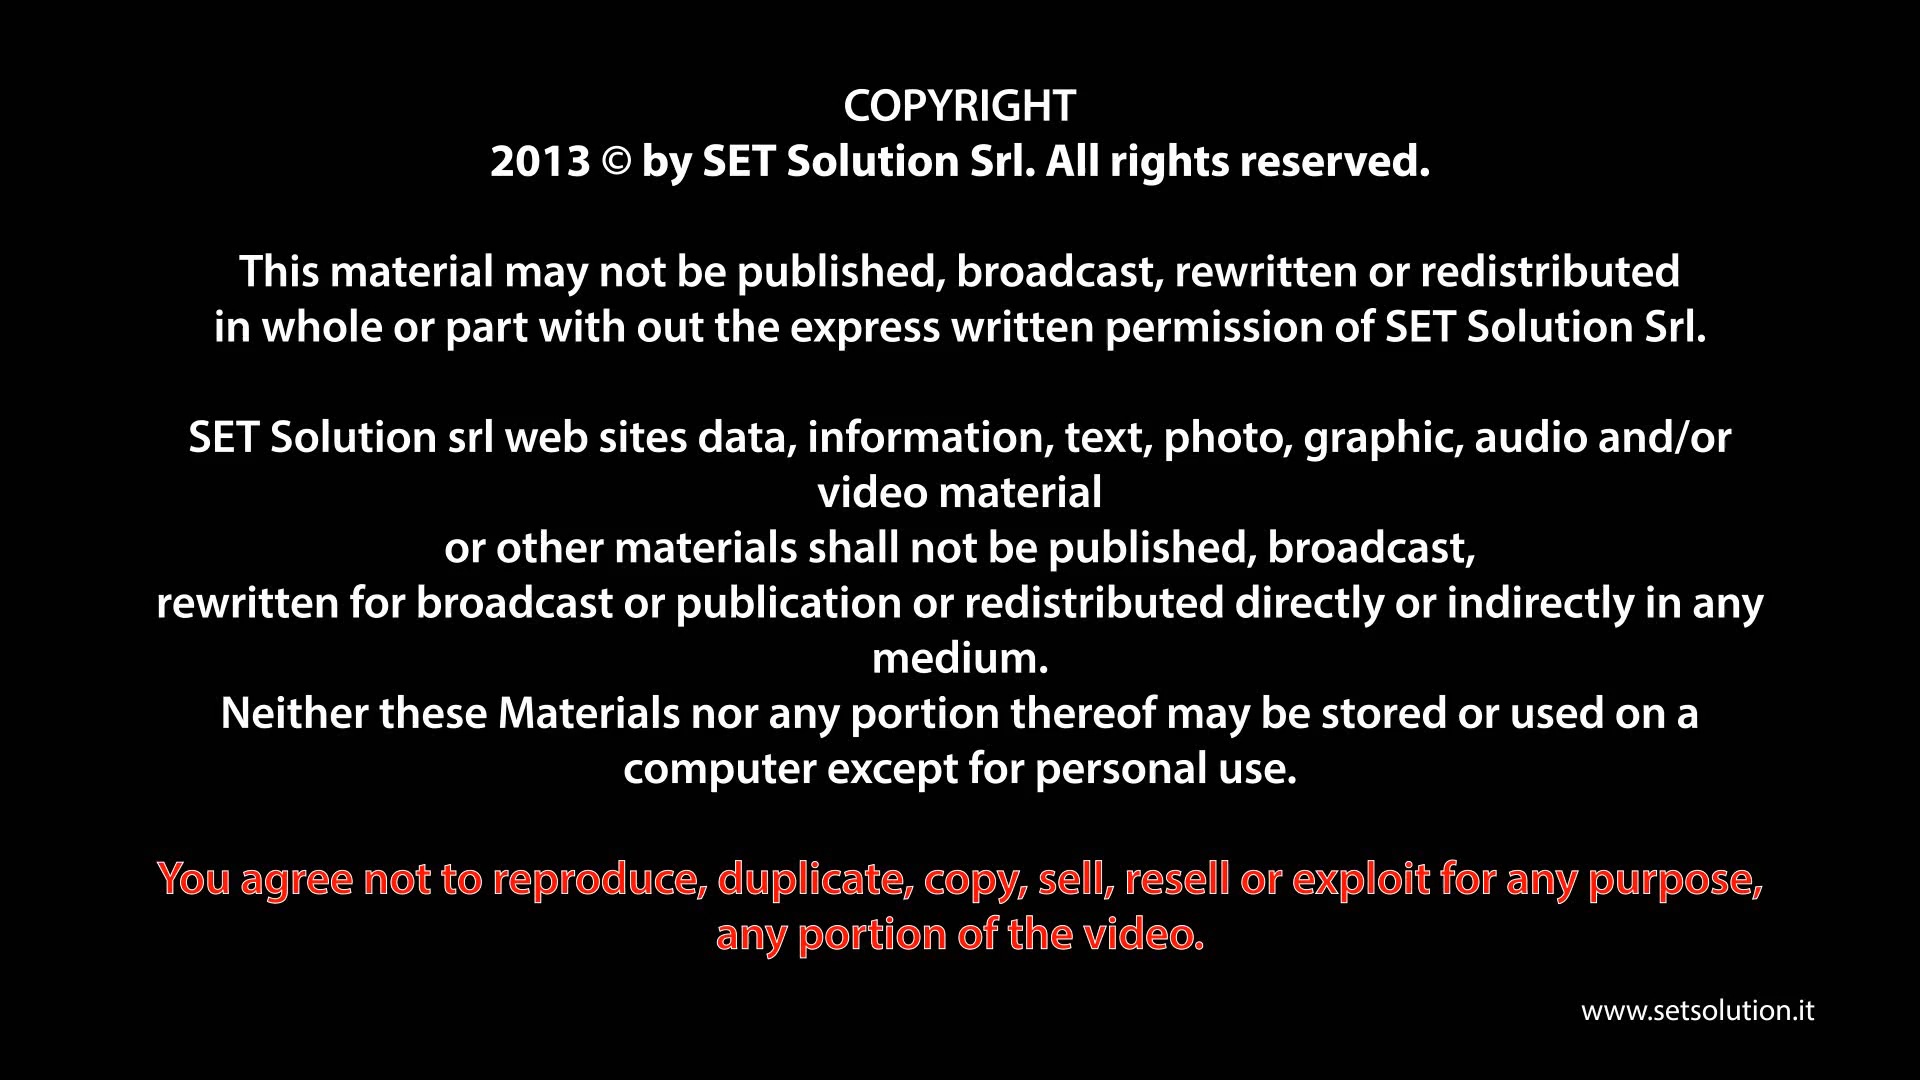 COPYRIGHT
2013 © by SET Solution Srl. All rights reserved.
This material may not be published, broadcast, rewritten or redistributed
in whole or part with out the express written permission of SET Solution Srl.
SET Solution srl web sites data, information, text, photo, graphic, audio and/or
video material
or other materials shall not be published, broadcast,
rewritten for broadcast or publication or redistributed directly or indirectly in any
medium.
Neither these Materials nor any portion thereof may be stored or used on a
computer except for personal use.
You agree not to reproduce, duplicate, copy, sell, resell or exploit for any purpose,
any portion of the video.
www.setsolution.it